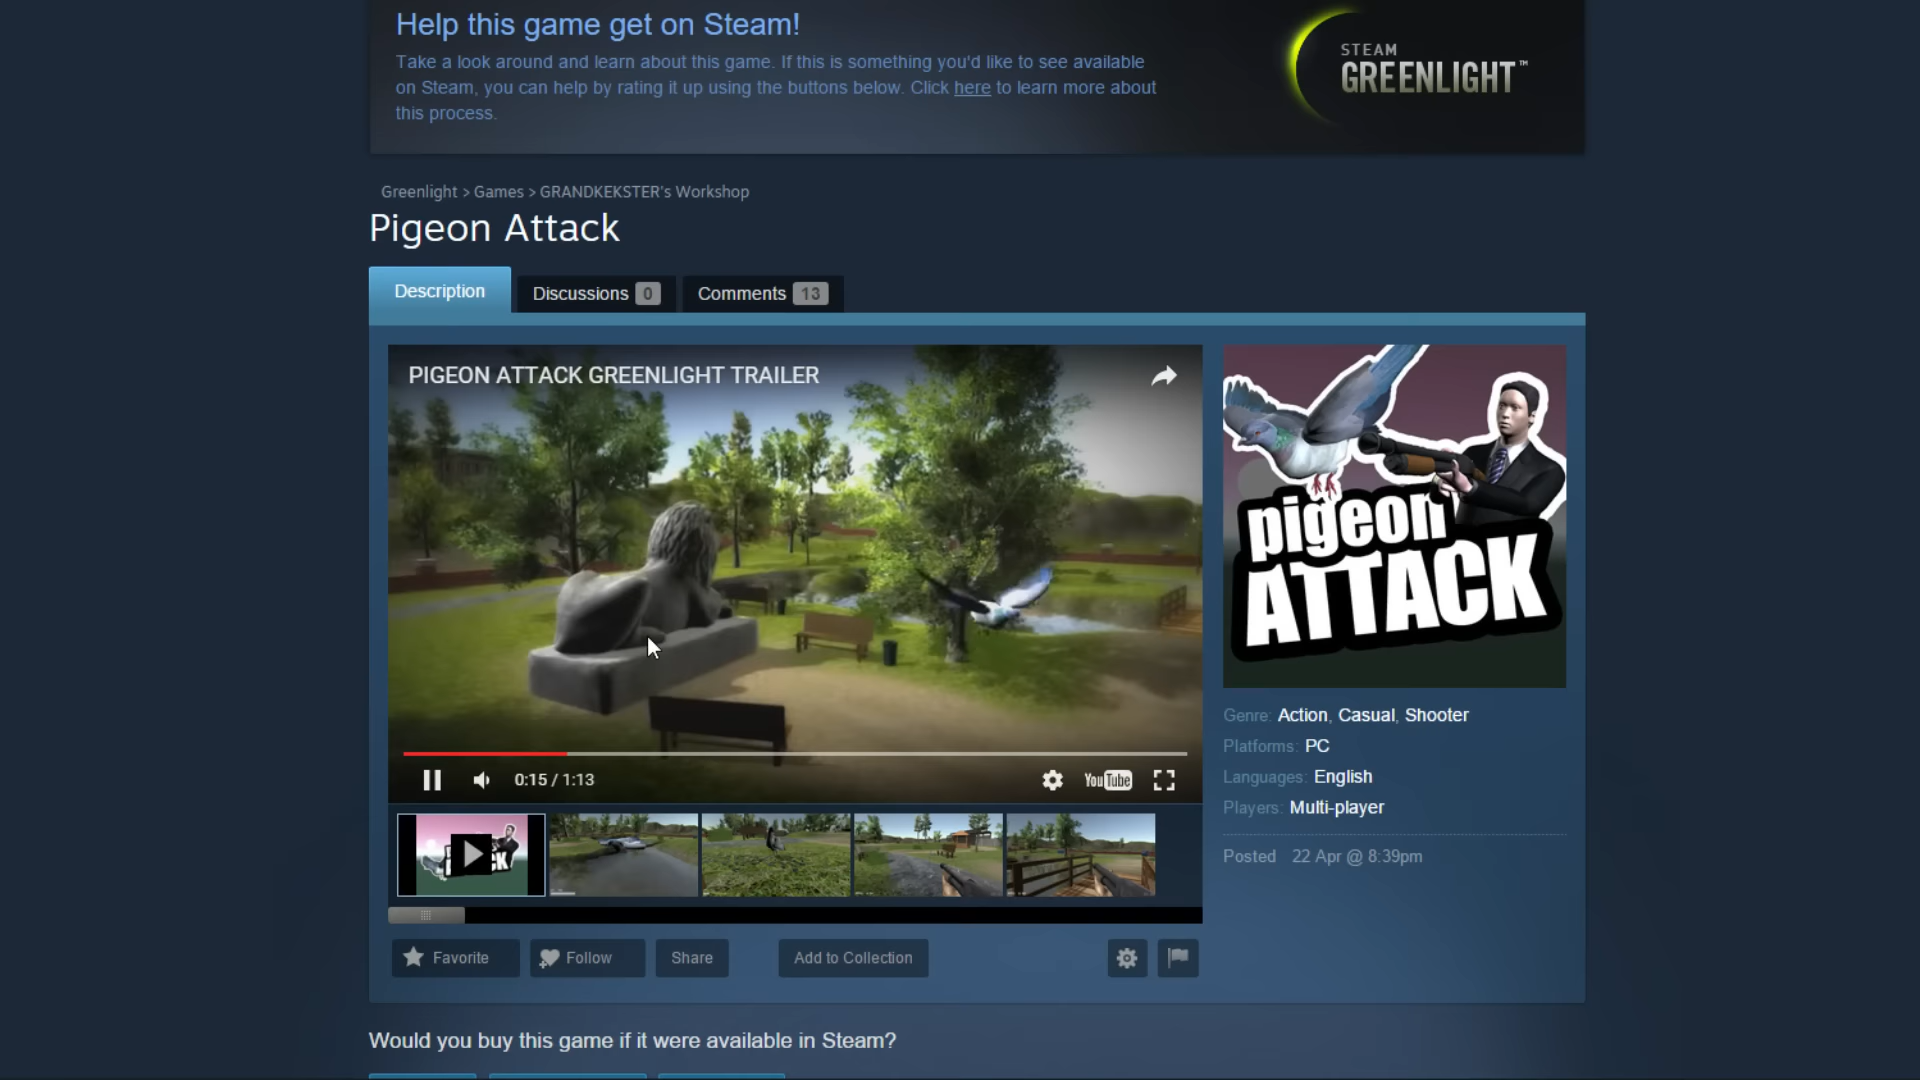 Help this game get on Steam!
Take a look around and learn about this game. If this is something you'd like to see available
on Steam, you can help by rating it up using the buttons below. Click here to learn more about
this process.
STEAM
GREENLIGHT™
Greenlight > Games > GRANDKEKSTER's Workshop
Pigeon Attack
Description
Discussions 0
Comments 13
PIGEON ATTACK GREENLIGHT TRAILER
0:15 / 1:13
YouTube
pigeon
ATTACK
Genre: Action, Casual, Shooter
Platforms: PC
Languages: English
Players: Multi-player
Posted 22 Apr @ 8:39pm
Favorite
Follow
Share
Add to Collection
Would you buy this game if it were available in Steam?